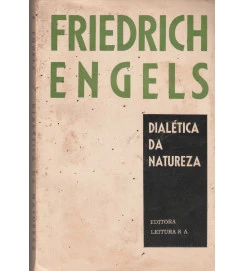 FRIEDRICH
ENGELS
DIALÉTICA
DA
NATUREZA
EDITORA
LEITURA S A.